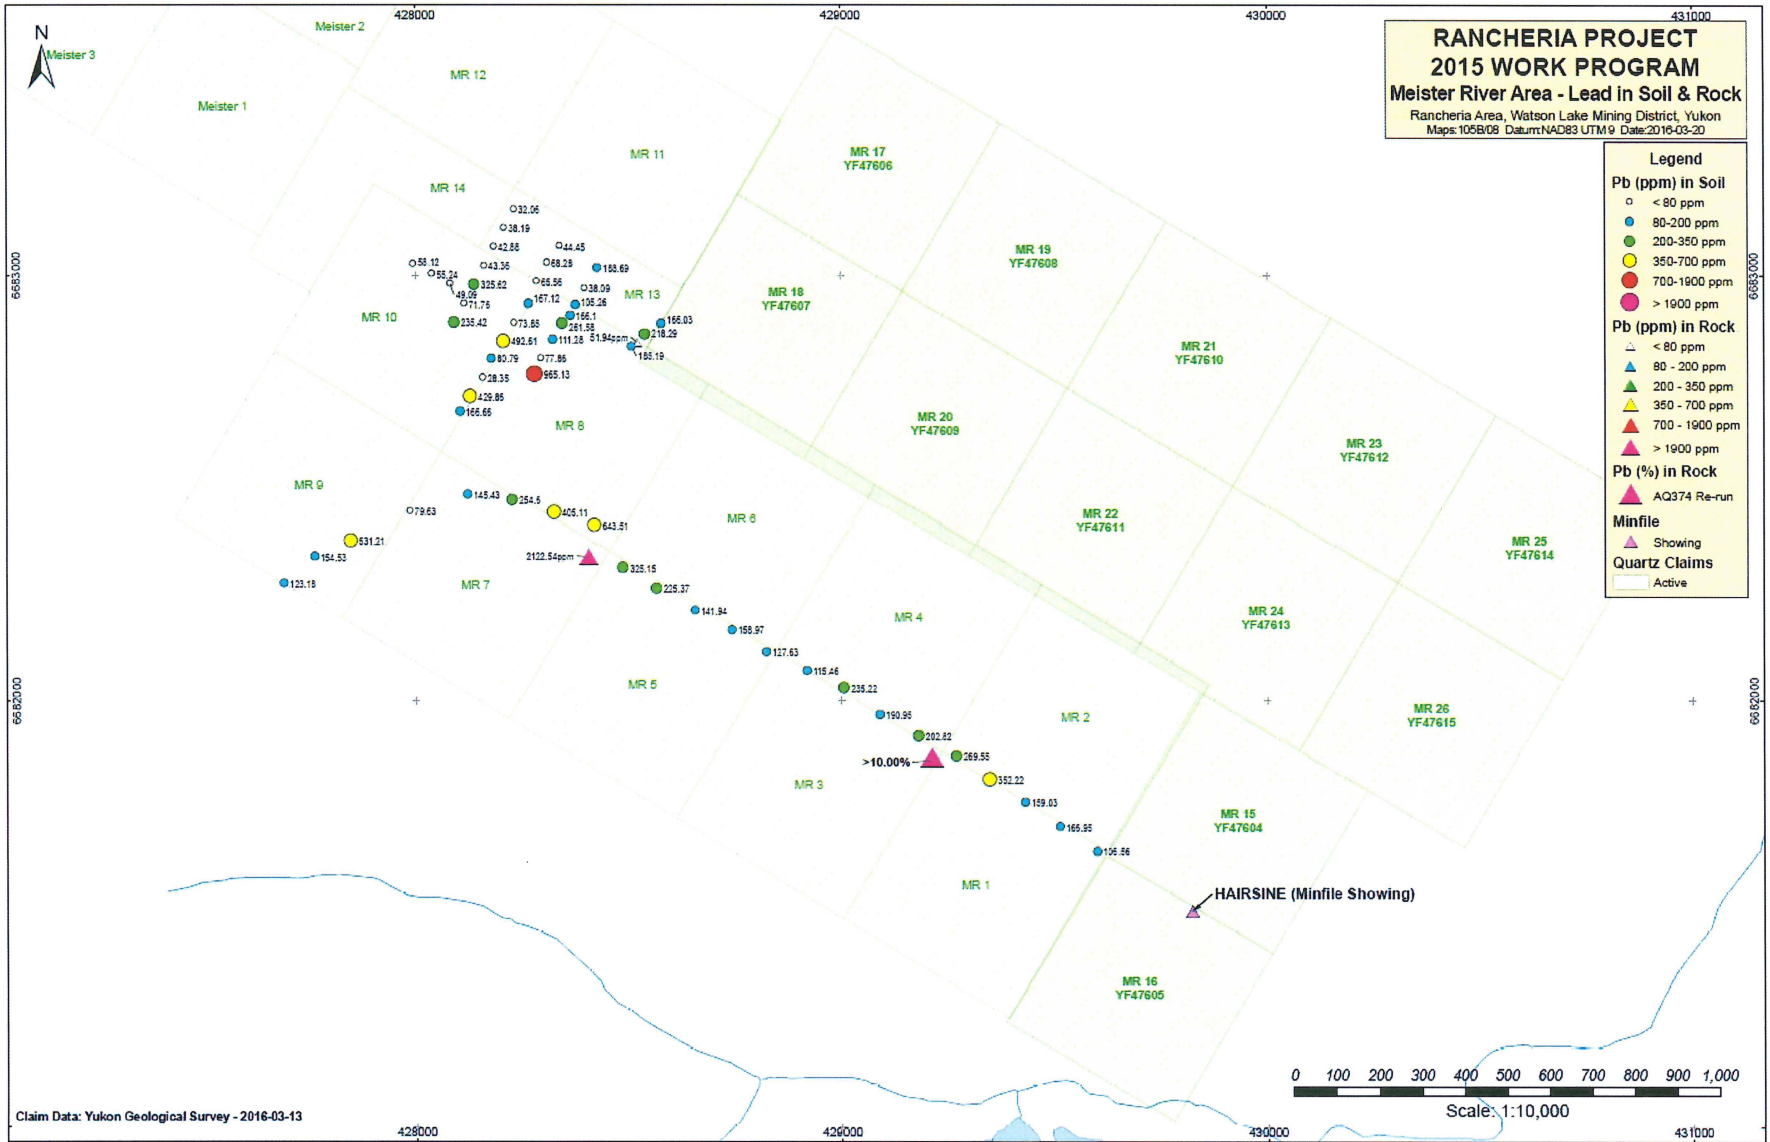 428000
429000
430000
431000
N
Meister 2
Meister 3
MR 12
Meister 1
RANCHERIA PROJECT
2015 WORK PROGRAM
Meister River Area - Lead in Soil & Rock
Rancheria Area, Watson Lake Mining District, Yukon
Maps:105B/08 Datum:NAD83 UTM 9 Date:2016-03-20
Legend
Pb (ppm) in Soil
< 80 ppm
80-200 ppm
200-350 ppm
350-700 ppm
700-1900 ppm
> 1900 ppm
Pb (ppm) in Rock
< 80 ppm
80 - 200 ppm
200 - 350 ppm
350 - 700 ppm
700 - 1900 ppm
> 1900 ppm
Pb (%) in Rock
AQ374 Re-run
Minfile
Showing
Quartz Claims
Active
MR 11
MR 17
YF47606
MR 14
32.06
38.19
42.88
44.45
MR 19
YF47608
58.12
43.36
68.28
188.69
55.24
49.09
325.62
65.56
38.09
MR 13
MR 18
YF47607
71.76
167.12
105.26
166.1
MR 10
235.42
73.85
261.58
166.03
218.29
51.94ppm
492.61
111.28
185.19
80.79
77.86
28.35
965.13
429.86
166.66
MR 21
YF47610
MR 8
MR 20
YF47609
MR 23
YF47612
MR 9
145.43
254.6
79.63
406.11
643.51
MR 6
MR 22
YF47611
531.21
154.53
2122.54ppm
MR 25
YF47614
123.18
MR 7
325.15
225.37
141.94
MR 4
MR 24
YF47613
158.97
127.63
115.46
MR 5
235.22
190.95
MR 2
MR 26
YF47615
202.82
>10.00%
269.55
352.22
MR 3
159.03
MR 15
YF47604
165.95
105.56
MR 1
HAIRSINE (Minfile Showing)
MR 16
YF47605
6683000
6683000
6682000
6682000
0 100 200 300 400 500 600 700 800 900 1,000
Scale: 1:10,000
Claim Data: Yukon Geological Survey - 2016-03-13
428000
429000
430000
431000